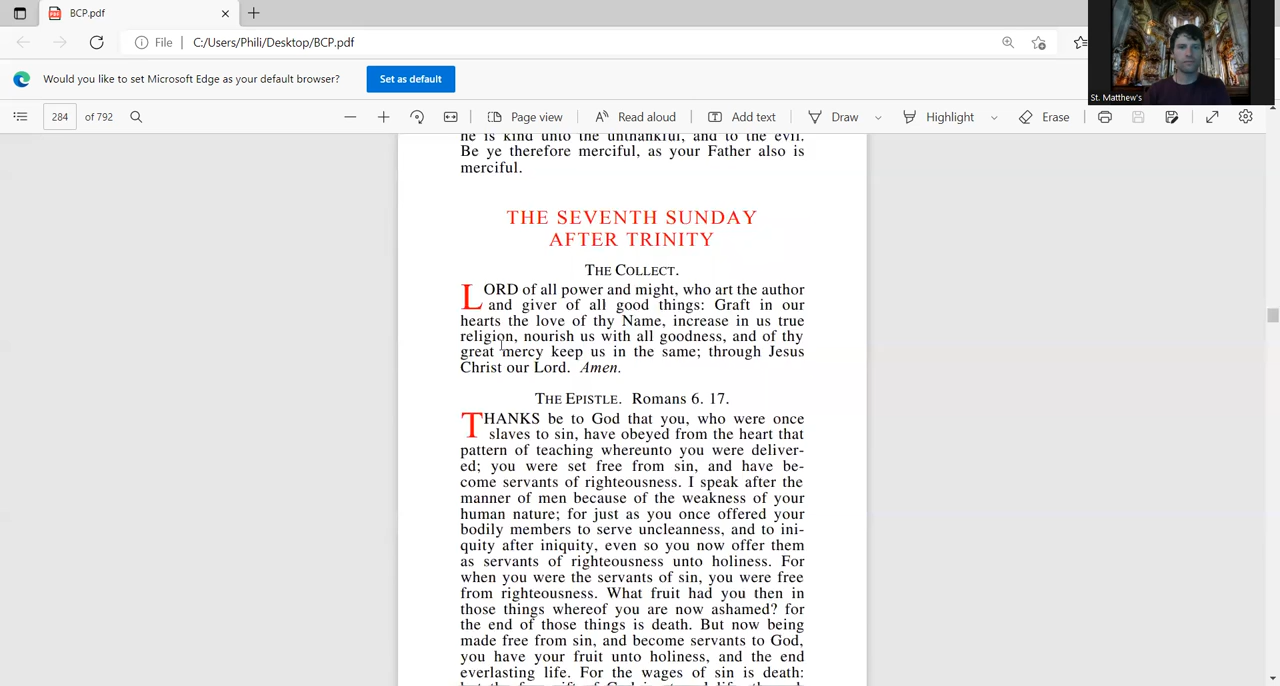 BCP.pdf
File
C:/Users/Phili/Desktop/BCP.pdf
St. Matthew's
Would you like to set Microsoft Edge as your default browser?
Set as default
284 of 792
Page view
Read aloud
Add text
Draw
Highlight
Erase
he is kind unto the unthankful, and to the evil.
Be ye therefore merciful, as your Father also is
merciful.
THE SEVENTH SUNDAY
AFTER TRINITY
THE COLLECT.
LORD of all power and might, who art the author
and giver of all good things: Graft in our
hearts the love of thy Name, increase in us true
religion, nourish us with all goodness, and of thy
great mercy keep us in the same; through Jesus
Christ our Lord. Amen.
THE EPISTLE. Romans 6. 17.
THANKS be to God that you, who were once
slaves to sin, have obeyed from the heart that
pattern of teaching whereunto you were deliver-
ed; you were set free from sin, and have be-
come servants of righteousness. I speak after the
manner of men because of the weakness of your
human nature; for just as you once offered your
bodily members to serve uncleanness, and to ini-
quity after iniquity, even so you now offer them
as servants of righteousness unto holiness. For
when you were the servants of sin, you were free
from righteousness. What fruit had you then in
those things whereof you are now ashamed? for
the end of those things is death. But now being
made free from sin, and become servants to God,
you have your fruit unto holiness, and the end
everlasting life. For the wages of sin is death: